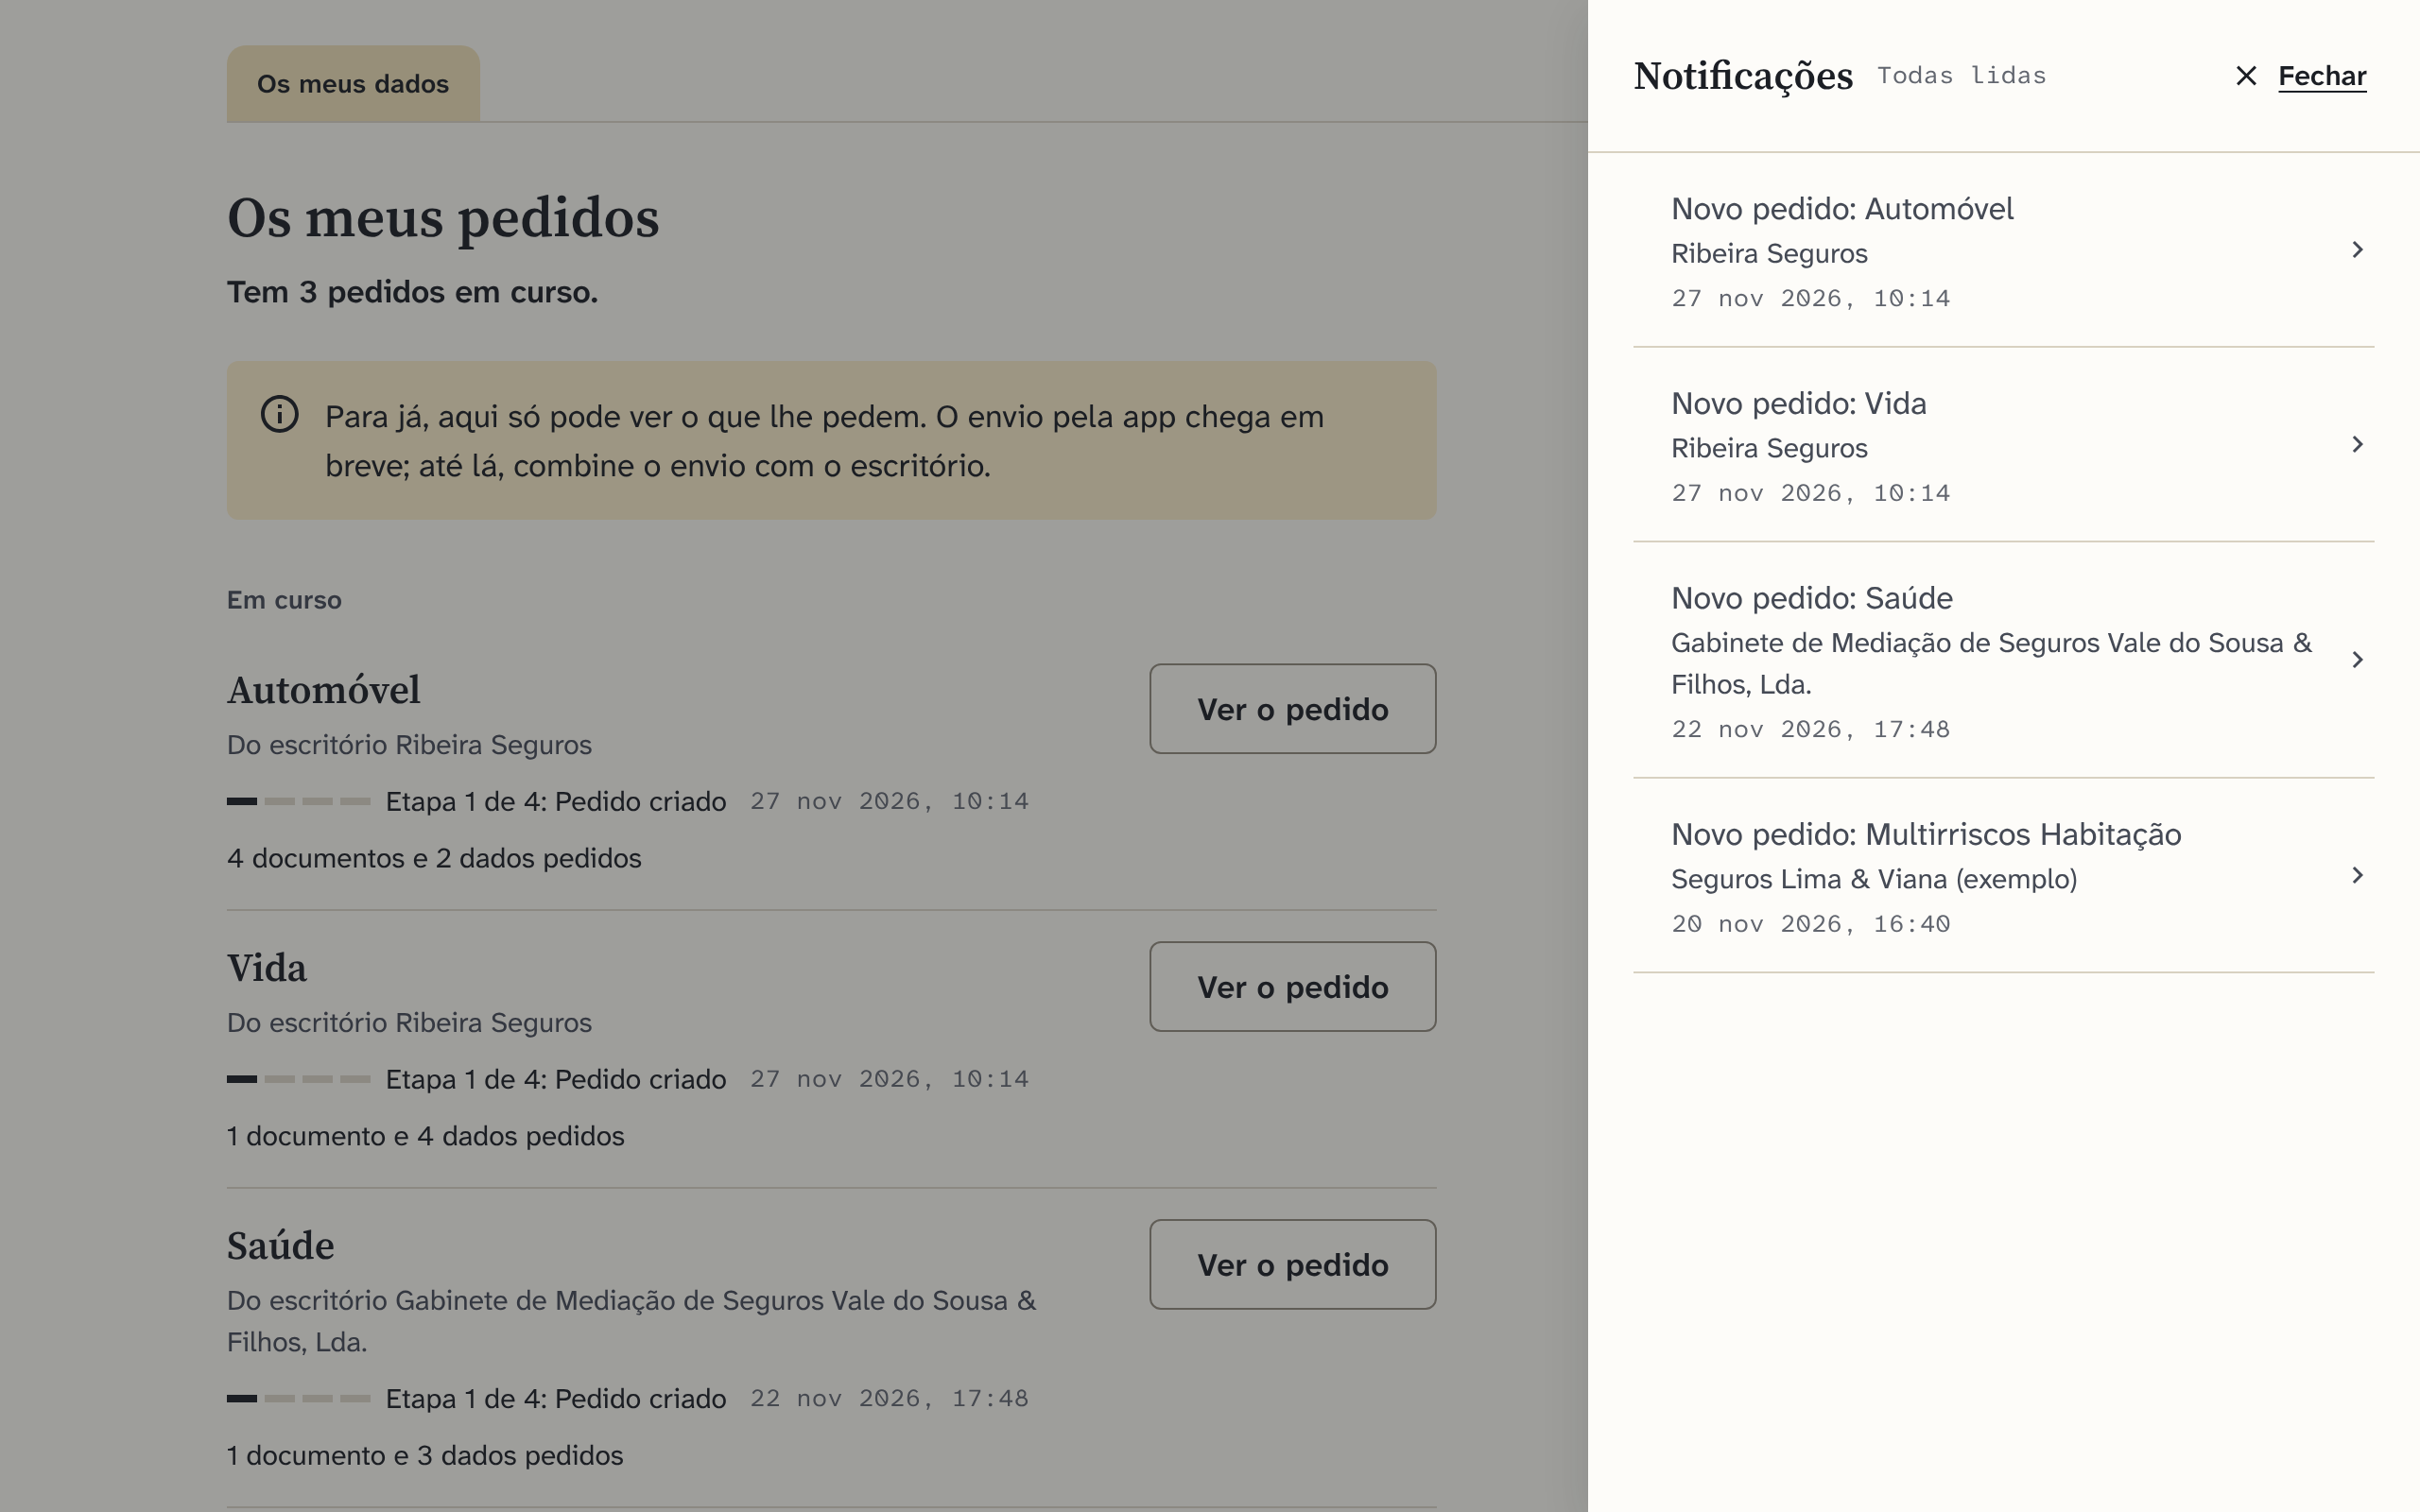 Os meus dados
Os meus pedidos
Tem 3 pedidos em curso.
Para já, aqui só pode ver o que lhe pedem. O envio pela app chega em
breve; até lá, combine o envio com o escritório.
Em curso
Automóvel
Ver o pedido
Do escritório Ribeira Seguros
Etapa 1 de 4: Pedido criado 27 nov 2026, 10:14
4 documentos e 2 dados pedidos
Vida
Ver o pedido
Do escritório Ribeira Seguros
Etapa 1 de 4: Pedido criado 27 nov 2026, 10:14
1 documento e 4 dados pedidos
Saúde
Ver o pedido
Do escritório Gabinete de Mediação de Seguros Vale do Sousa &
Filhos, Lda.
Etapa 1 de 4: Pedido criado 22 nov 2026, 17:48
1 documento e 3 dados pedidos
Notificações Todas lidas Fechar
Novo pedido: Automóvel
Ribeira Seguros
27 nov 2026, 10:14
Novo pedido: Vida
Ribeira Seguros
27 nov 2026, 10:14
Novo pedido: Saúde
Gabinete de Mediação de Seguros Vale do Sousa &
Filhos, Lda.
22 nov 2026, 17:48
Novo pedido: Multirriscos Habitação
Seguros Lima & Viana (exemplo)
20 nov 2026, 16:40